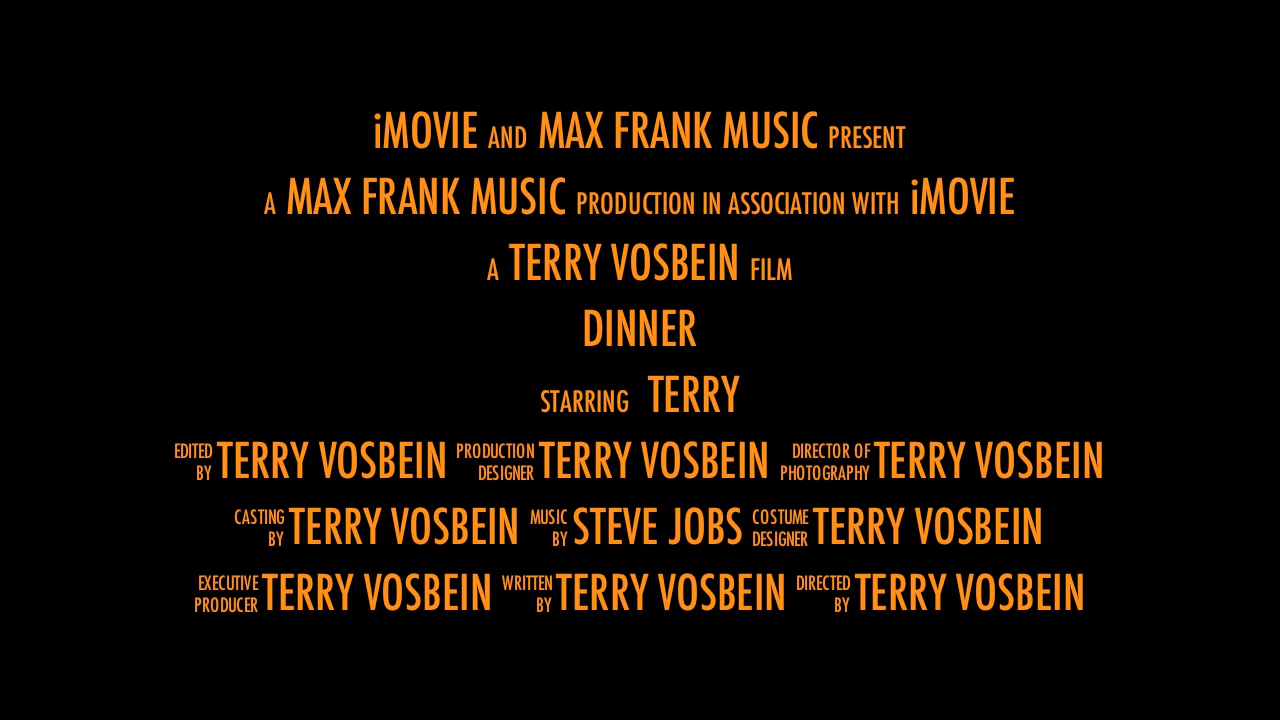 iMOVIE AND MAX FRANK MUSIC PRESENT
A MAX FRANK MUSIC PRODUCTION IN ASSOCIATION WITH iMOVIE
A TERRY VOSBEIN FILM
DINNER
STARRING TERRY
EDITED BY TERRY VOSBEIN PRODUCTION DESIGNER TERRY VOSBEIN DIRECTOR OF PHOTOGRAPHY TERRY VOSBEIN
CASTING BY TERRY VOSBEIN MUSIC BY STEVE JOBS COSTUME DESIGNER TERRY VOSBEIN
EXECUTIVE PRODUCER TERRY VOSBEIN WRITTEN BY TERRY VOSBEIN DIRECTED BY TERRY VOSBEIN